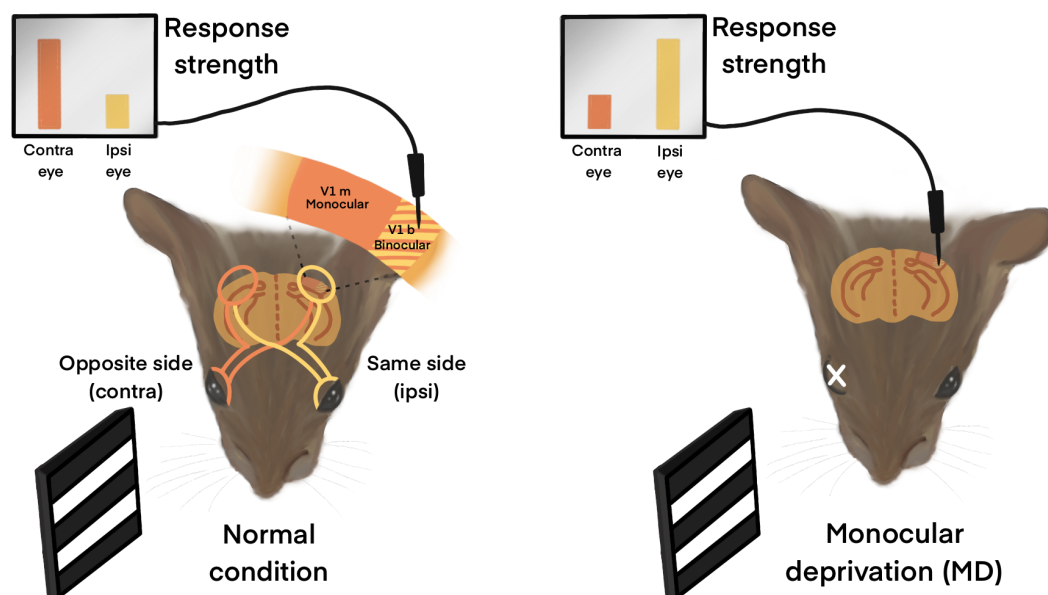 Response
strength
Contra
eye
Ipsi
eye
V1 m
Monocular
V1 b
Binocular
Opposite side
(contra)
Same side
(ipsi)
Normal
condition
Response
strength
Contra
eye
Ipsi
eye
Monocular
deprivation (MD)